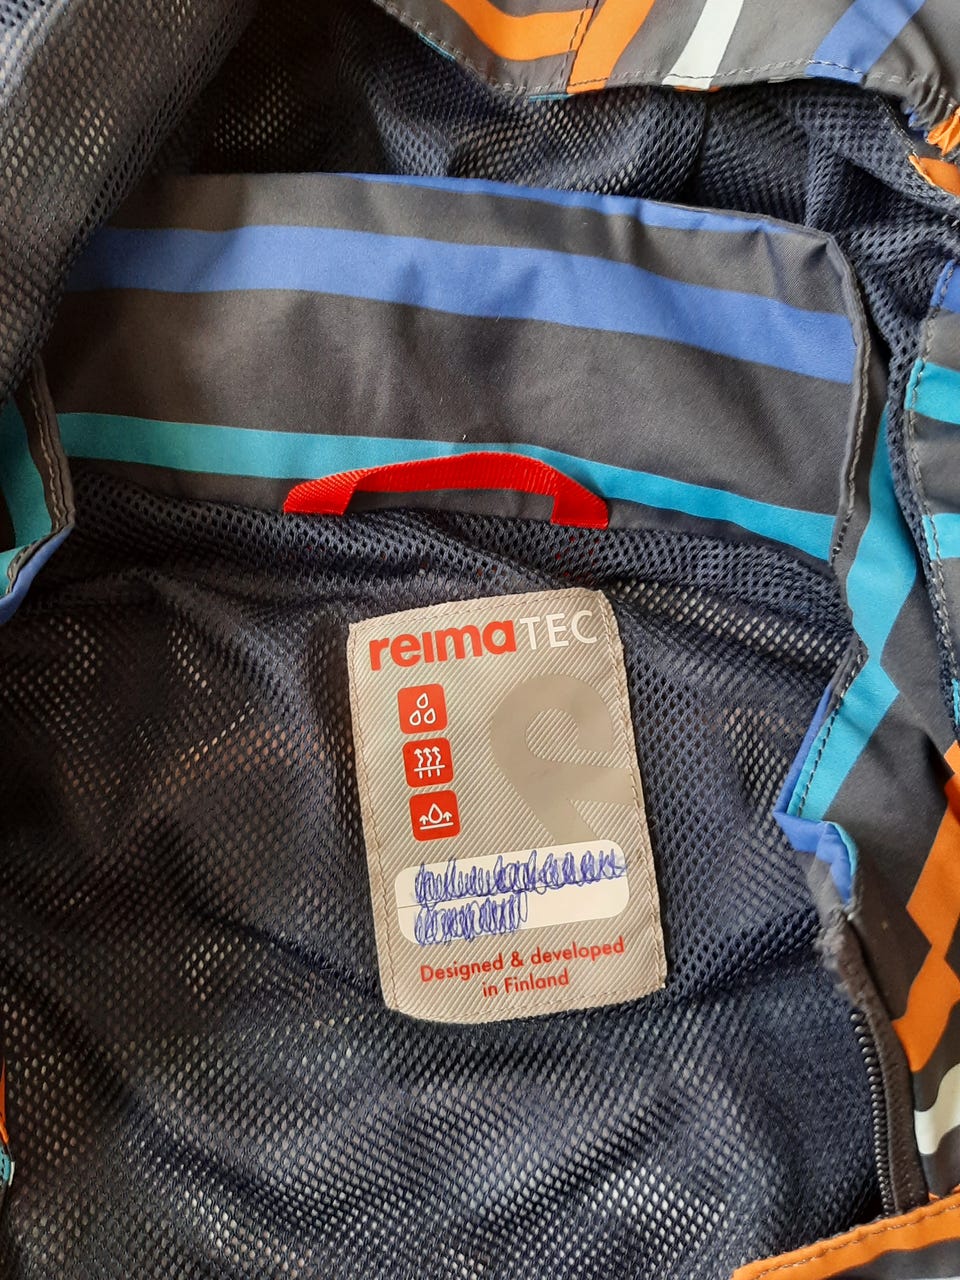 reimaTEC
Designed & developed
in Finland